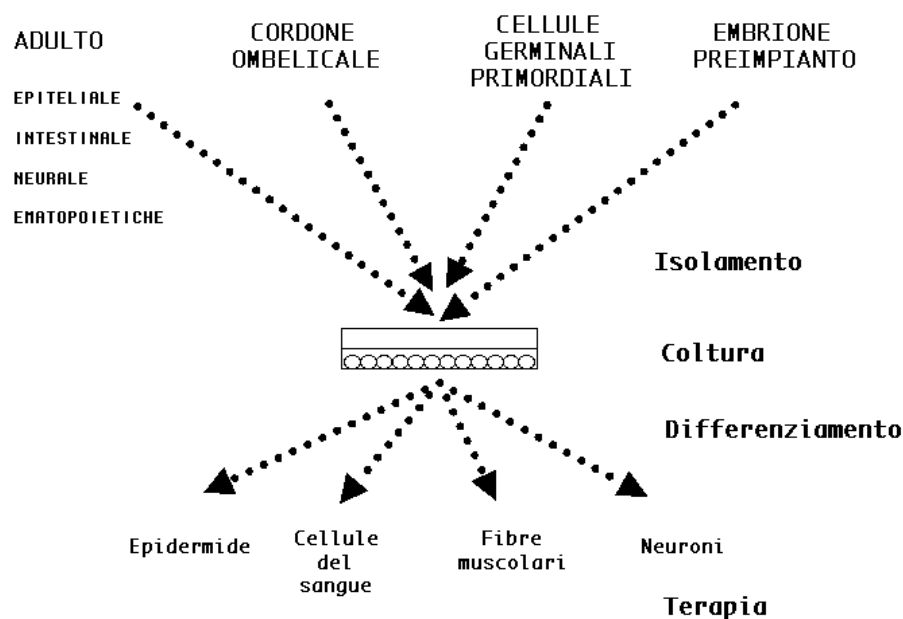 ADULTO
EPITELIALE
INTESTINALE
NEURALE
EMATOPOIETICHE
CORDONE
OMBELICALE
CELLULE
GERMINALI
PRIMORDIALI
EMBRIONE
PREIMPIANTO
Isolamento
Coltura
Differenziamento
Epidermide
Cellule
del
sangue
Fibre
muscolari
Neuroni
Terapia